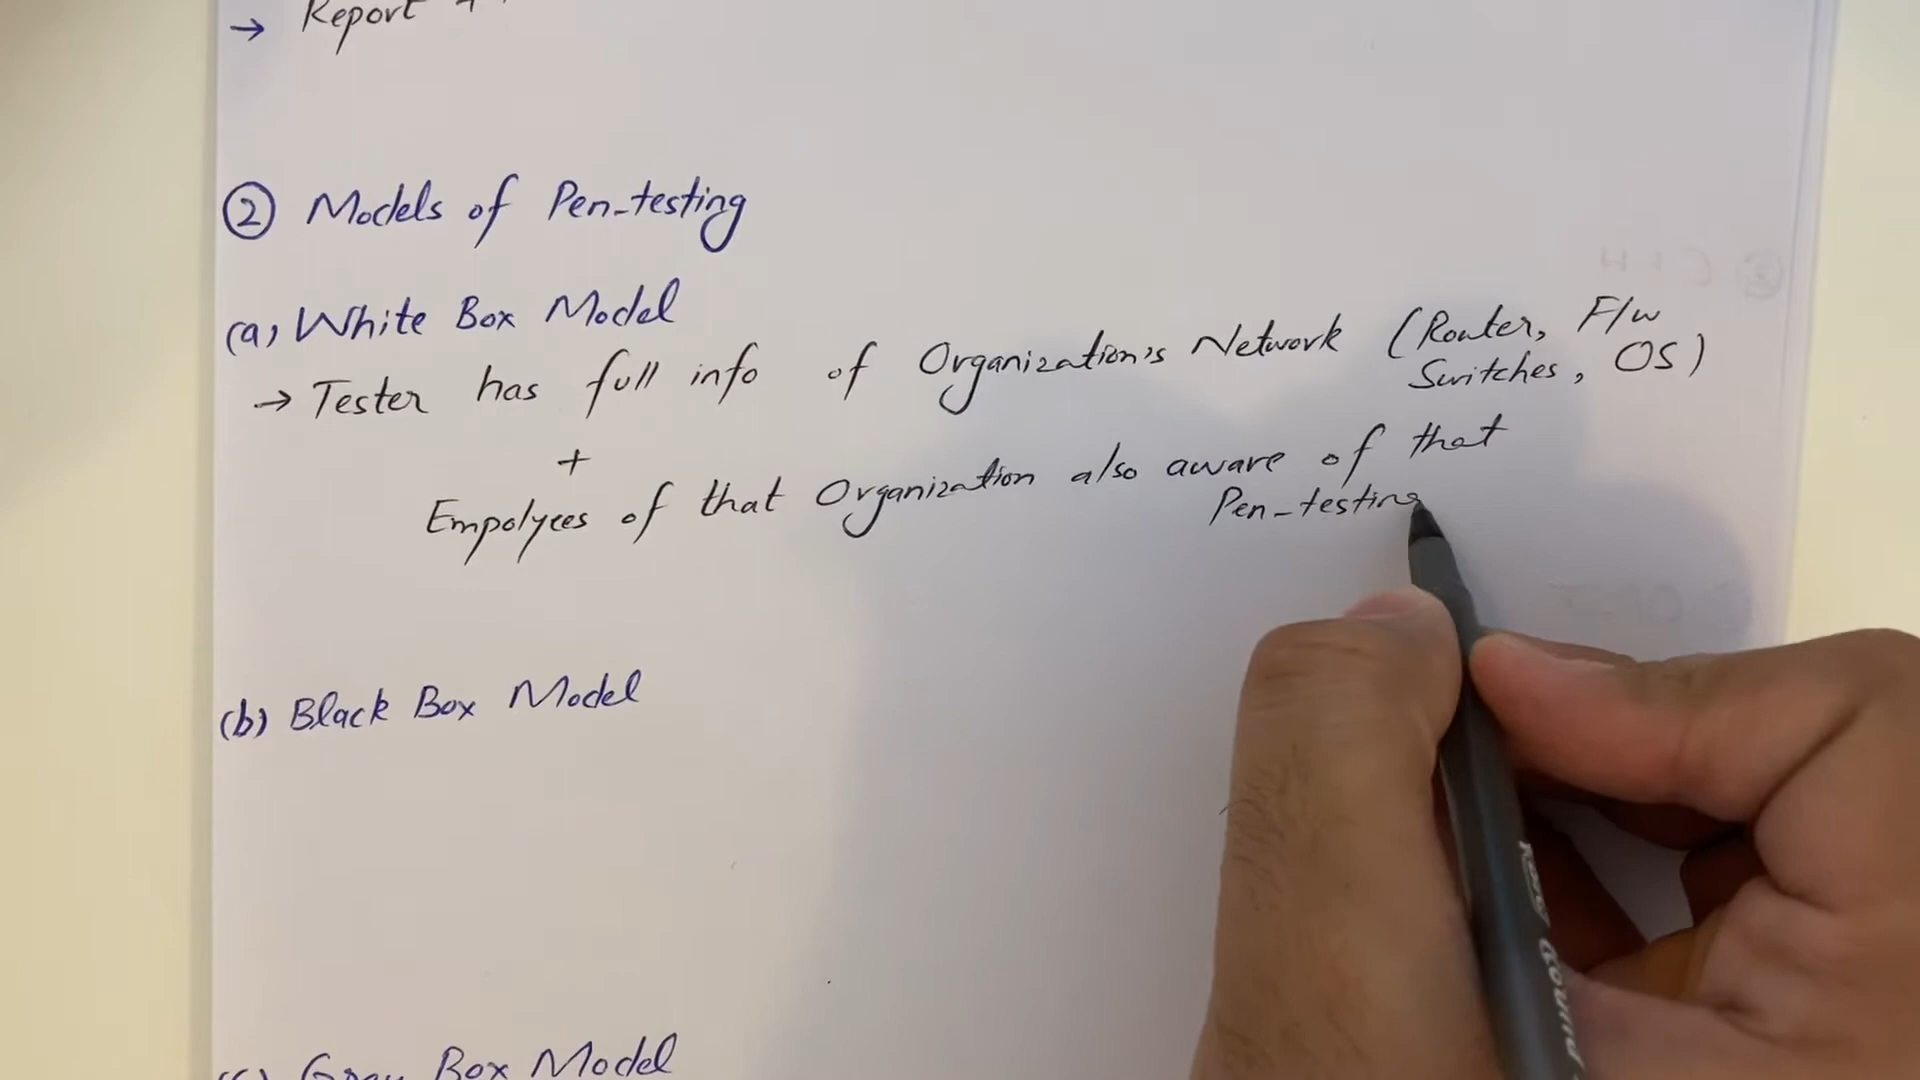 → Report
② Models of Pen-testing
(a) White Box Model
→ Tester has full info of Organization's Network (Router, F/w
Switches, OS)
+
Empolyees of that Organization also aware of that
Pen-testing
(b) Black Box Model
(c) Gray Box Model